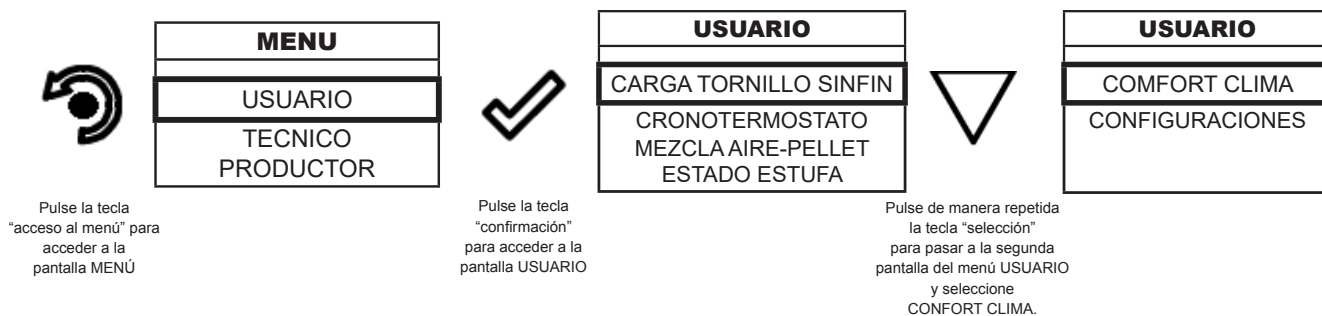 MENU
USUARIO
TECNICO
PRODUCTOR
Pulse la tecla
“acceso al menú” para
acceder a la
pantalla MENÚ
Pulse la tecla
“confirmación”
para acceder a la
pantalla USUARIO
USUARIO
CARGA TORNILLO SINFIN
CRONOTERMOSTATO
MEZCLA AIRE-PELLET
ESTADO ESTUFA
Pulse de manera repetida
la tecla “selección”
para pasar a la segunda
pantalla del menú USUARIO
y seleccione
CONFORT CLIMA.
USUARIO
COMFORT CLIMA
CONFIGURACIONES